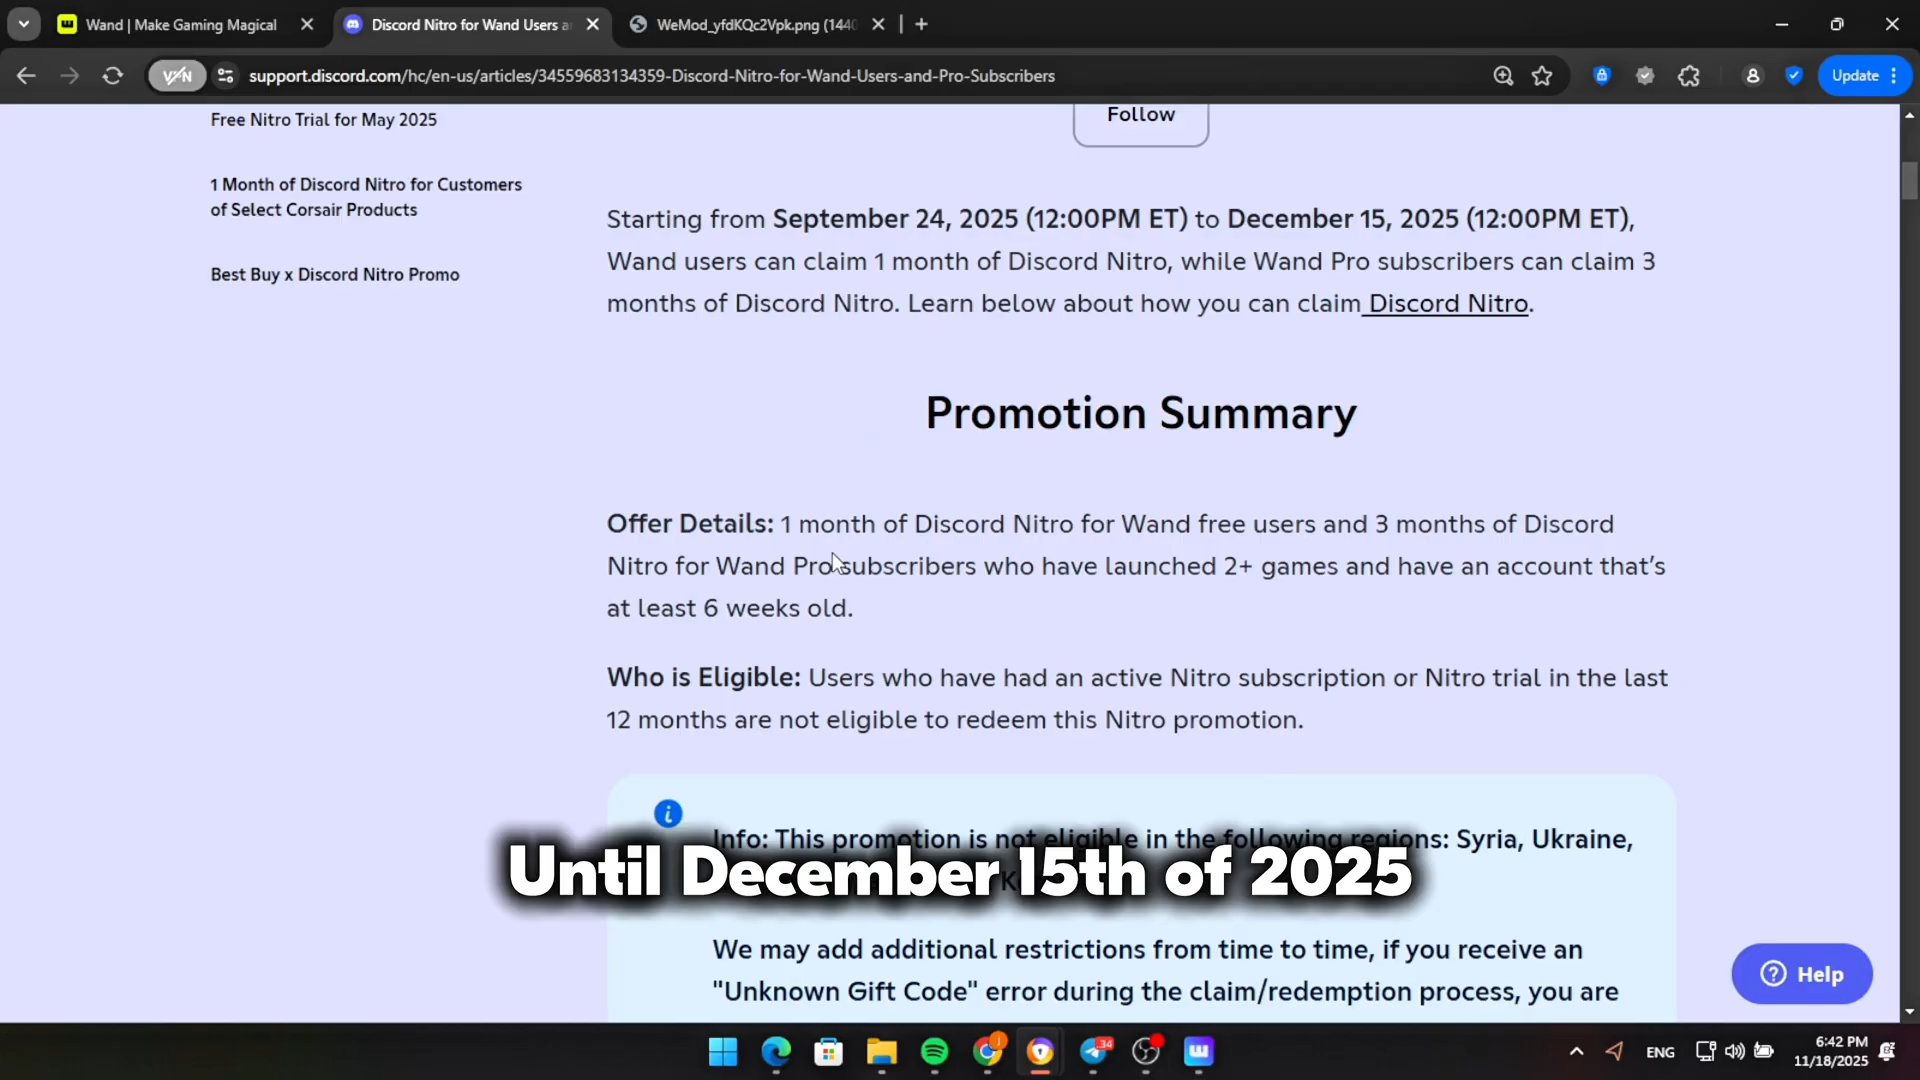 Wand | Make Gaming Magical
Discord Nitro for Wand Users a
WeMod_yfdKQc2Vpk.png (1440
VPN
support.discord.com/hc/en-us/articles/34559683134359-Discord-Nitro-for-Wand-Users-and-Pro-Subscribers
Update
Free Nitro Trial for May 2025
1 Month of Discord Nitro for Customers
of Select Corsair Products
Best Buy x Discord Nitro Promo
Follow
Starting from September 24, 2025 (12:00PM ET) to December 15, 2025 (12:00PM ET),
Wand users can claim 1 month of Discord Nitro, while Wand Pro subscribers can claim 3
months of Discord Nitro. Learn below about how you can claim Discord Nitro.
Promotion Summary
Offer Details: 1 month of Discord Nitro for Wand free users and 3 months of Discord
Nitro for Wand Pro subscribers who have launched 2+ games and have an account that's
at least 6 weeks old.
Who is Eligible: Users who have had an active Nitro subscription or Nitro trial in the last
12 months are not eligible to redeem this Nitro promotion.
Info: This promotion is not eligible in the following regions: Syria, Ukraine,
Until December 15th of 2025
We may add additional restrictions from time to time, if you receive an
"Unknown Gift Code" error during the claim/redemption process, you are
Help
34
ENG
6:42 PM
11/18/2025